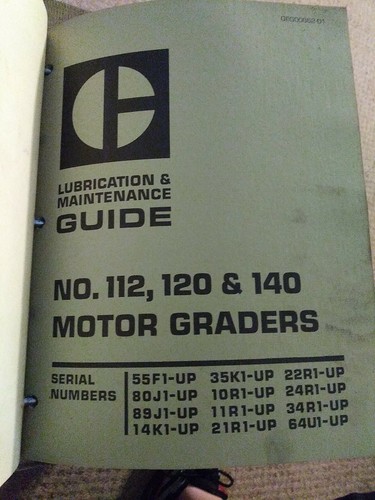 LUBRICATION &
MAINTENANCE
GUIDE
NO. 112, 120 & 140
MOTOR GRADERS
SERIAL
NUMBERS
55F1-UP 35K1-UP 22R1-UP
80J1-UP 10R1-UP 24R1-UP
89J1-UP 11R1-UP 34R1-UP
14K1-UP 21R1-UP 64U1-UP